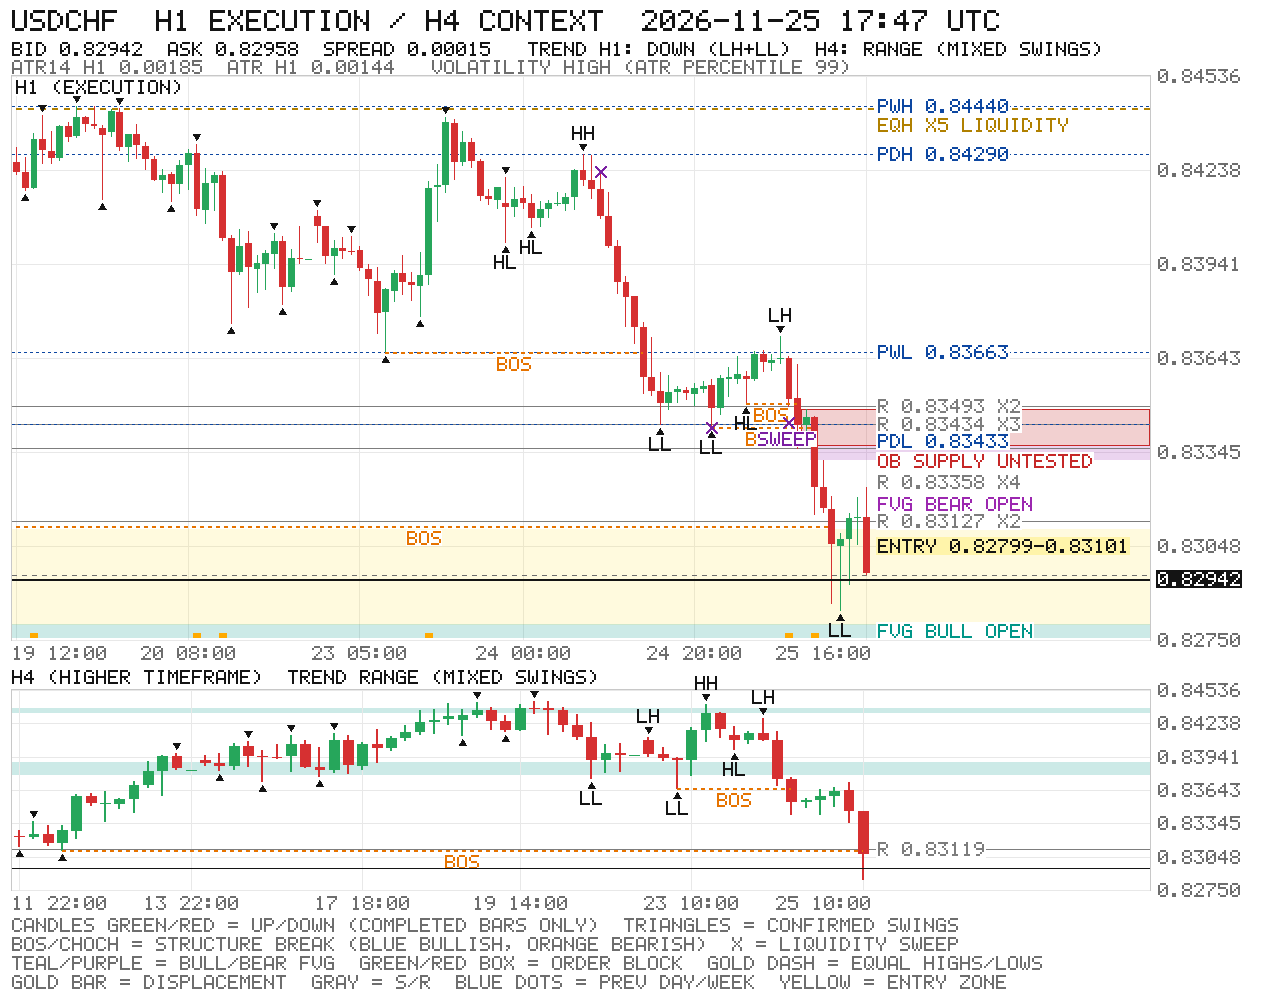 USDCHF  H1 EXECUTION / H4 CONTEXT  2026-11-25 17:47 UTC
BID 0.82942  ASK 0.82958  SPREAD 0.00015   TREND H1: DOWN (LH+LL)  H4: RANGE (MIXED SWINGS)
ATR14 H1 0.00185  ATR H1 0.00144   VOLATILITY HIGH (ATR PERCENTILE 99)
H1 (EXECUTION)
0.84536
PWH 0.84440
EQH X5 LIQUIDITY
HH
PDH 0.84290
0.84238
HL
HL
0.83941
LH
PWL 0.83663
0.83643
BOS
R 0.83493 X2
BOS
HL
R 0.83434 X3
B
SWEEP
PDL 0.83433
LL
LL
0.83345
OB SUPPLY UNTESTED
R 0.83358 X4
FVG BEAR OPEN
R 0.83127 X2
BOS
ENTRY 0.82799-0.83101
0.83048
0.82942
LL
FVG BULL OPEN
0.82750
19 12:00  20 08:00  23 05:00  24 00:00  24 20:00  25 16:00
H4 (HIGHER TIMEFRAME)  TREND RANGE (MIXED SWINGS)
HH
0.84536
LH
LH
0.84238
HL
0.83941
LL
BOS
LL
0.83643
0.83345
R 0.83119
BOS
0.83048
0.82750
11 22:00  13 22:00  17 18:00  19 14:00  23 10:00  25 10:00
CANDLES GREEN/RED = UP/DOWN (COMPLETED BARS ONLY)  TRIANGLES = CONFIRMED SWINGS
BOS/CHOCH = STRUCTURE BREAK (BLUE BULLISH, ORANGE BEARISH)  X = LIQUIDITY SWEEP
TEAL/PURPLE = BULL/BEAR FVG  GREEN/RED BOX = ORDER BLOCK  GOLD DASH = EQUAL HIGHS/LOWS
GOLD BAR = DISPLACEMENT  GRAY = S/R  BLUE DOTS = PREV DAY/WEEK  YELLOW = ENTRY ZONE